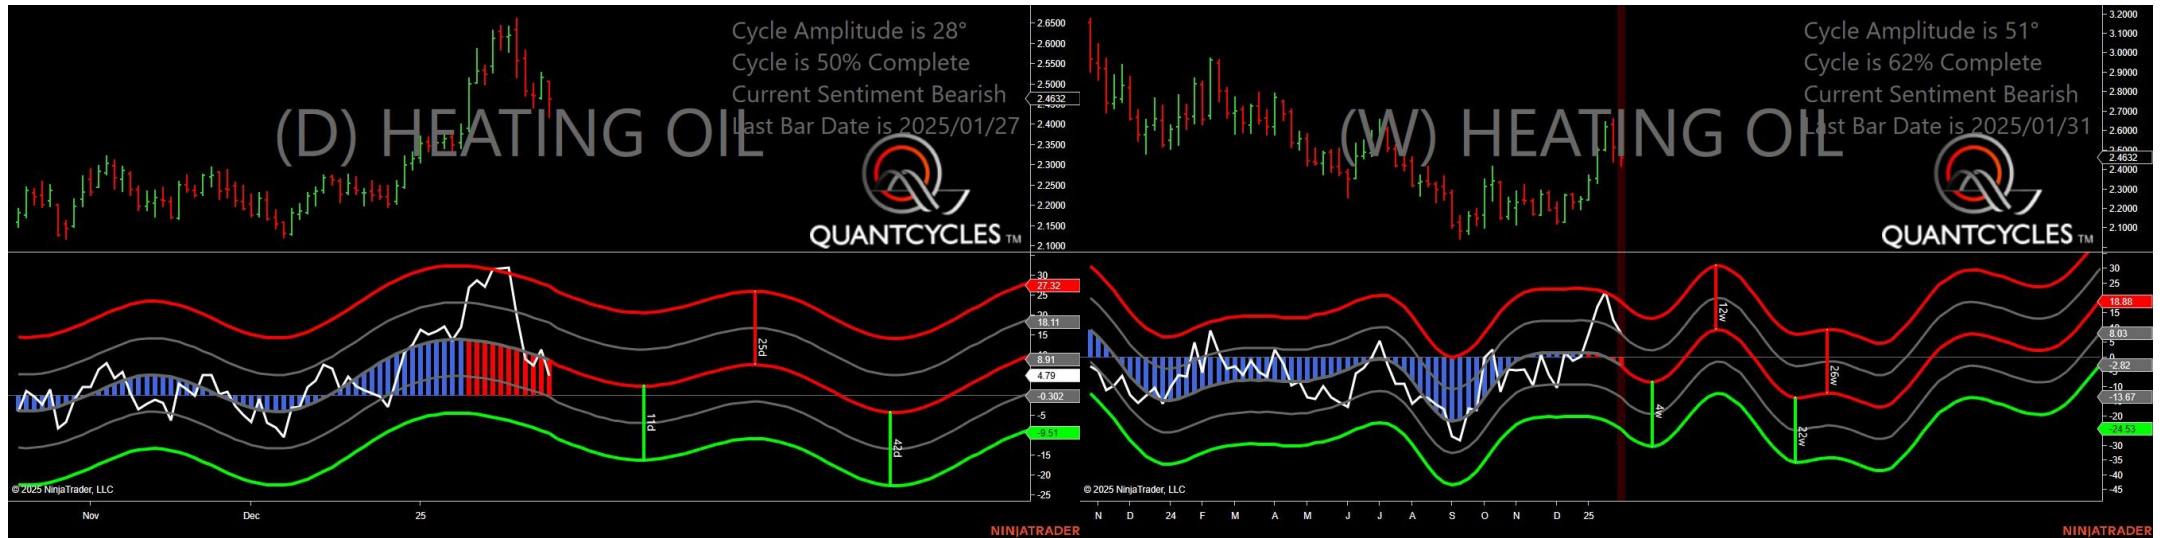 Cycle Amplitude is 28°
Cycle is 50% Complete
Current Sentiment Bearish
Last Bar Date is 2025/01/27
(D) HEATING OIL
QUANTCYCLES TM
2.6500
2.6000
2.5500
2.5000
2.4632
2.4000
2.3500
2.3000
2.2500
2.2000
2.1500
2.1000
30
27.32
25
18.11
15
8.91
4.79
-0.302
-5
-9.51
-15
-20
-25
11d
25d
42d
© 2025 NinjaTrader, LLC
Nov
Dec
25
NINJATRADER
Cycle Amplitude is 51°
Cycle is 62% Complete
Current Sentiment Bearish
Last Bar Date is 2025/01/31
(W) HEATING OIL
QUANTCYCLES TM
3.2000
3.1000
3.0000
2.9000
2.8000
2.7000
2.6000
2.4632
2.4000
2.3000
2.2000
2.1000
30
25
18.88
15
8.03
5
0
-2.82
-10
-13.67
-20
-24.53
-30
-35
-40
-45
4w
12w
22w
26w
© 2025 NinjaTrader, LLC
N D 24 F M A M J J A S O N D 25
NINJATRADER